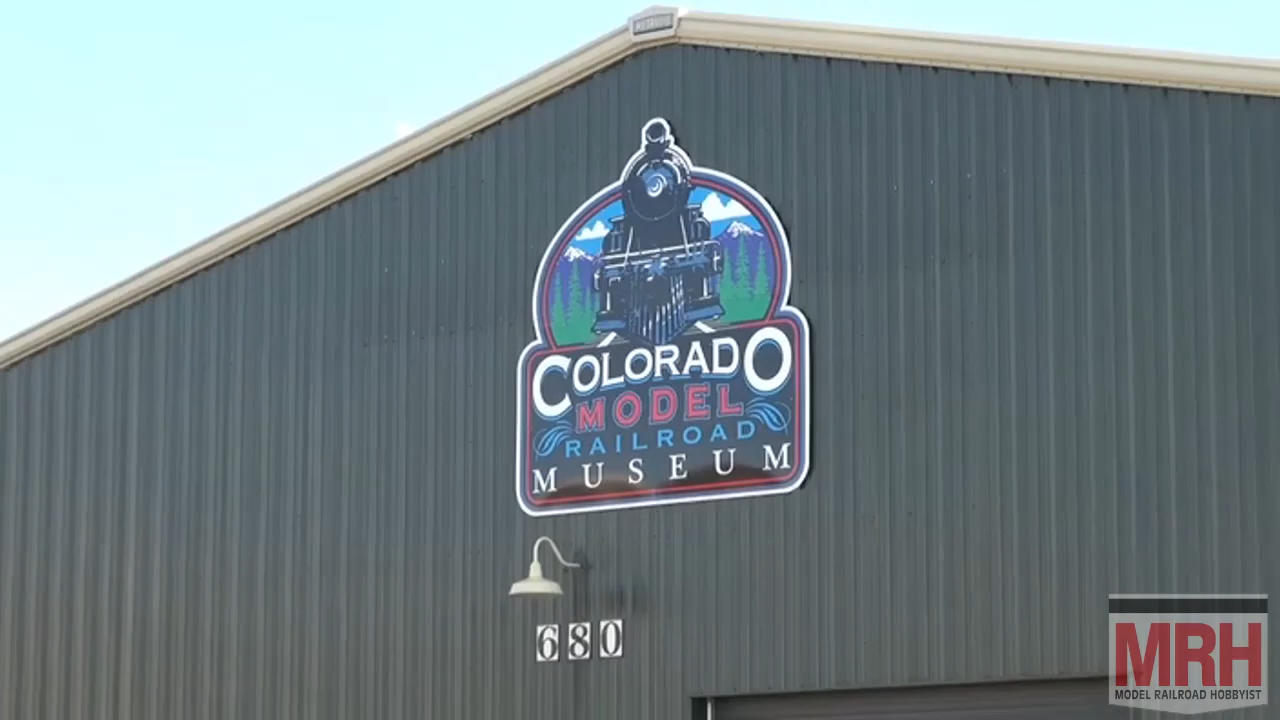 COLORADO
MODEL
RAILROAD
MUSEUM
680
MRH
MODEL RAILROAD HOBBYIST